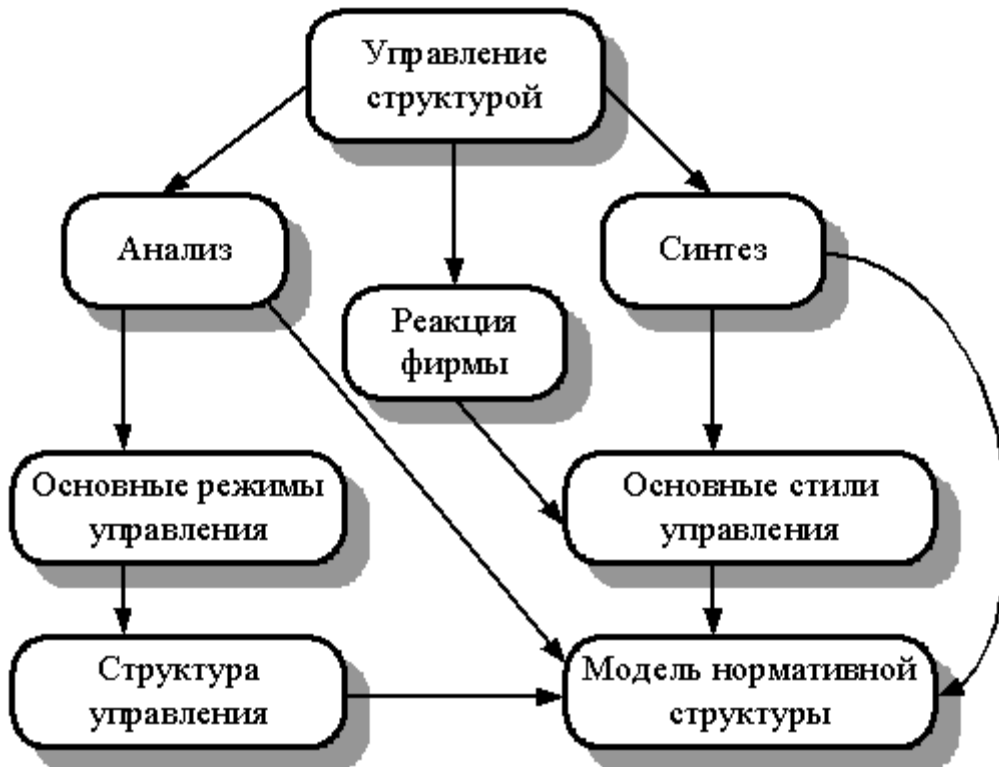 Управление
структурой
Анализ
Синтез
Реакция
фирмы
Основные режимы
управления
Основные стили
управления
Структура
управления
Модель нормативной
структуры